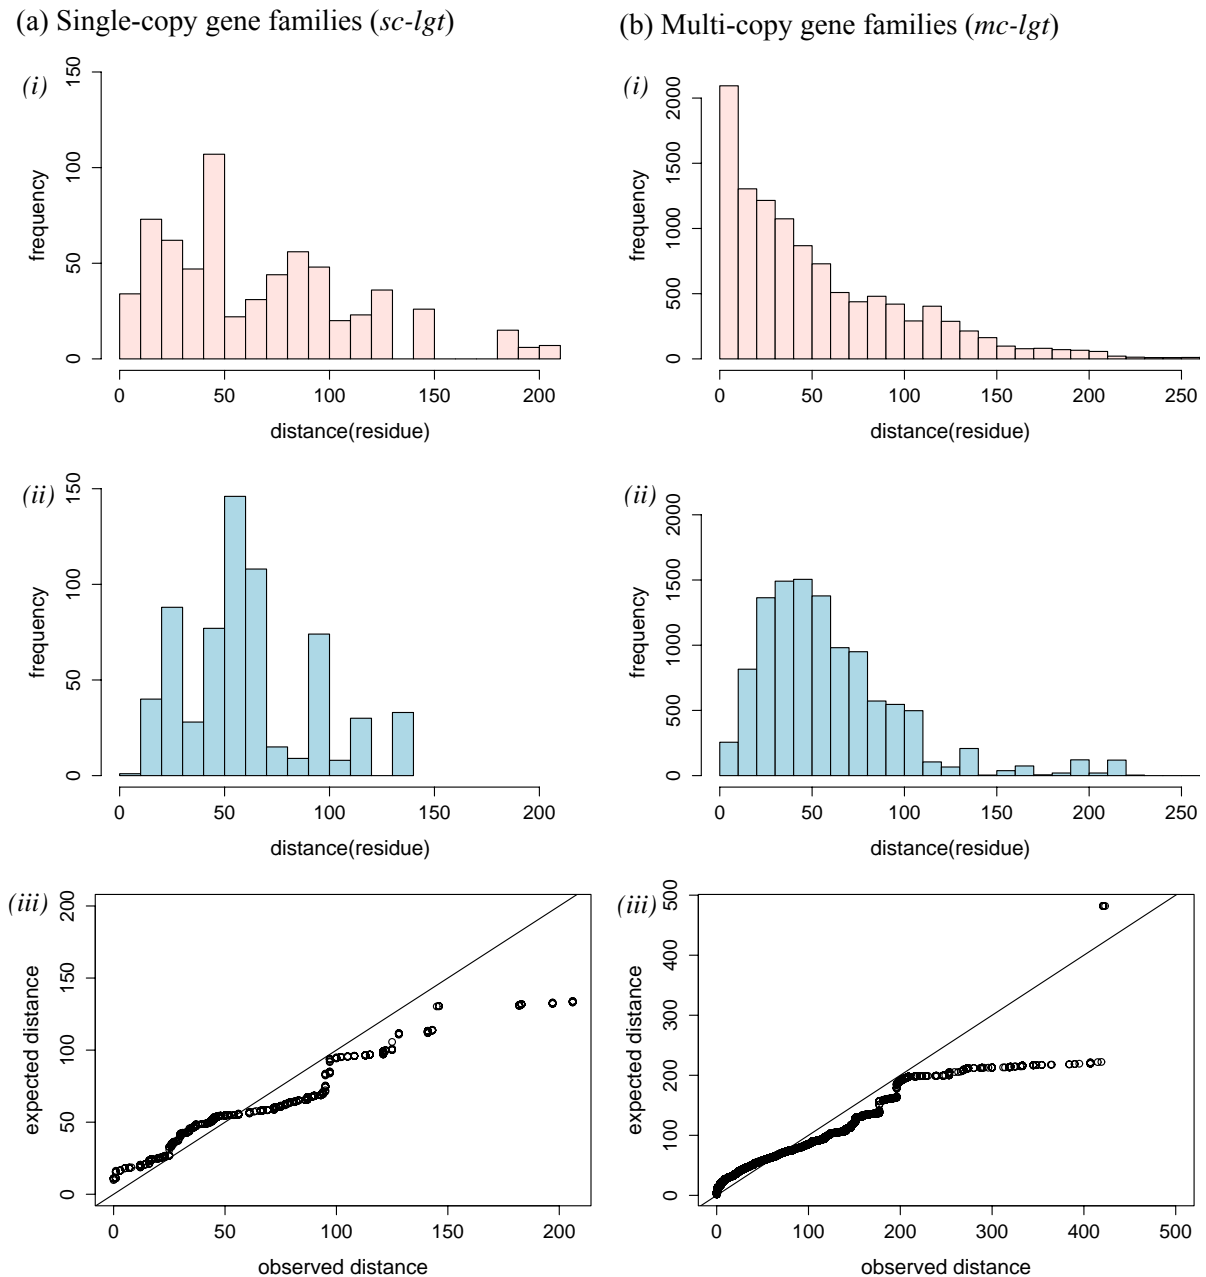 (a) Single-copy gene families (sc-lgt)
(i)
frequency
0 50 100 150
0 50 100 150 200
distance(residue)
(ii)
frequency
0 50 100 150
0 50 100 150 200
distance(residue)
(iii)
expected distance
0 50 100 150 200
0 50 100 150 200
observed distance
(b) Multi-copy gene families (mc-lgt)
(i)
frequency
0 500 1000 1500 2000
0 50 100 150 200 250
distance(residue)
(ii)
frequency
0 500 1000 1500 2000
0 50 100 150 200 250
distance(residue)
(iii)
expected distance
0 100 200 300 400 500
0 100 200 300 400 500
observed distance